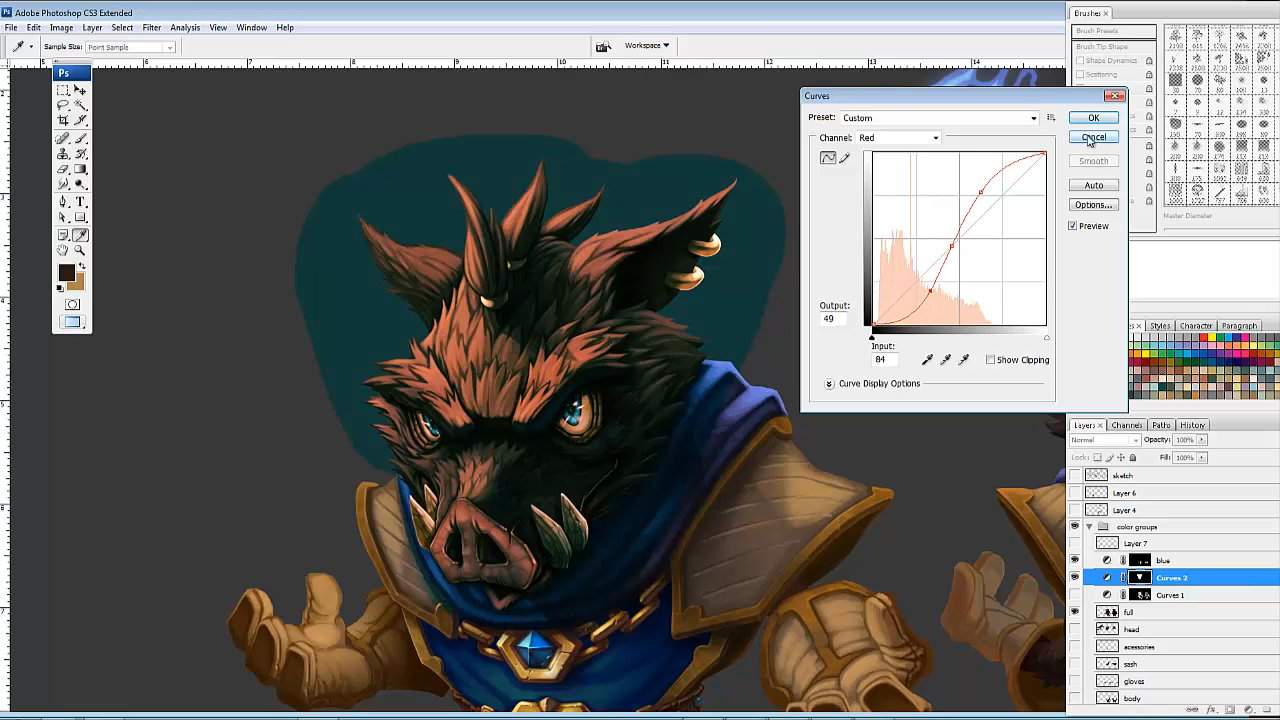 Adobe Photoshop CS3 Extended
File Edit Image Layer Select Filter Analysis View Window Help
Sample Size: Point Sample
Workspace
Ps
Brushes
Brush Presets
Brush Tip Shape
Shape Dynamics
Scattering
Master Diameter
Curves
Preset: Custom
OK
Channel: Red
Cancel
Smooth
Auto
Options...
Preview
Output:
49
Input:
84
Show Clipping
Curve Display Options
Styles Character Paragraph
Layers Channels Paths History
Normal Opacity: 100%
Fill: 100%
sketch
Layer 6
Layer 4
color groups
Layer 7
blue
Curves 2
Curves 1
full
head
acessories
sash
gloves
body